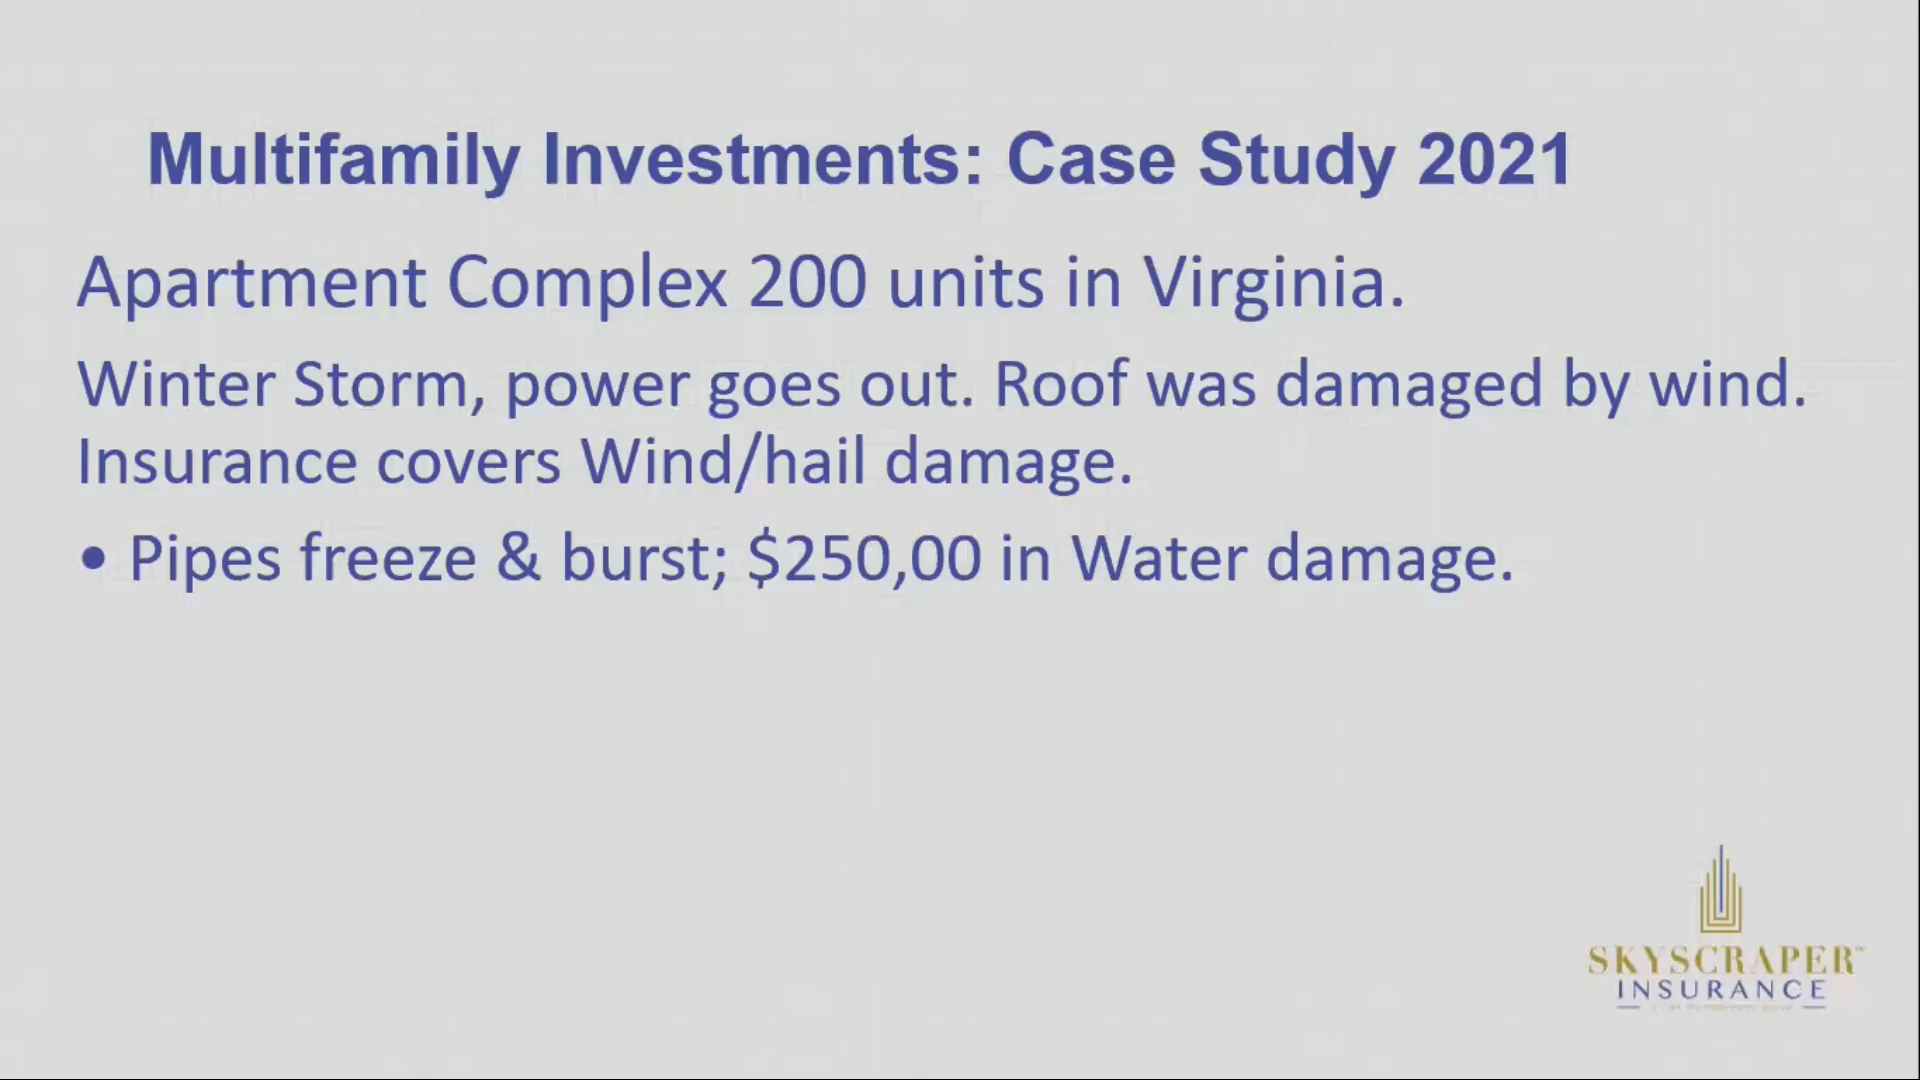 Multifamily Investments: Case Study 2021
Apartment Complex 200 units in Virginia.
Winter Storm, power goes out. Roof was damaged by wind.
Insurance covers Wind/hail damage.
• Pipes freeze & burst; $250,00 in Water damage.
SKYSCRAPER™
INSURANCE